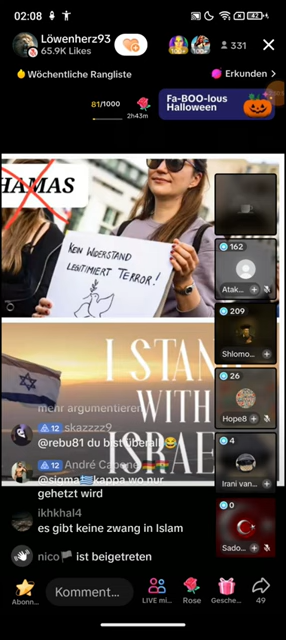 02:08
42
Löwenherz93
65.9K Likes
331
Wöchentliche Rangliste
Erkunden >
81/1000
2h43m
Fa-BOO-lous
Halloween
HAMAS
KEIN WIDERSTAND
LEGITIMIERT TERROR!
162
Atak...
209
Shlomo...
I STAN
WITH
ISRAE
26
Hope8
4
Irani van...
0
Sado...
mehr argumentieren
12 skazzzz9
@rebu81 du bist überall😂
12 André Capone
@sigma kappa wo nur
gehetzt wird
ikhkhal4
es gibt keine zwang in Islam
nico🏴 ist beigetreten
Abonn...
Komment...
LIVE mi...
Rose
Gesche...
49